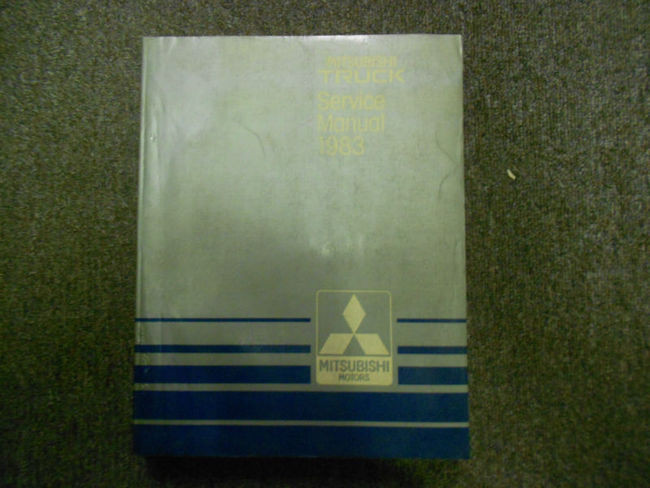 MITSUBISHI
TRUCK
Service
Manual
1983
MITSUBISHI
MOTORS